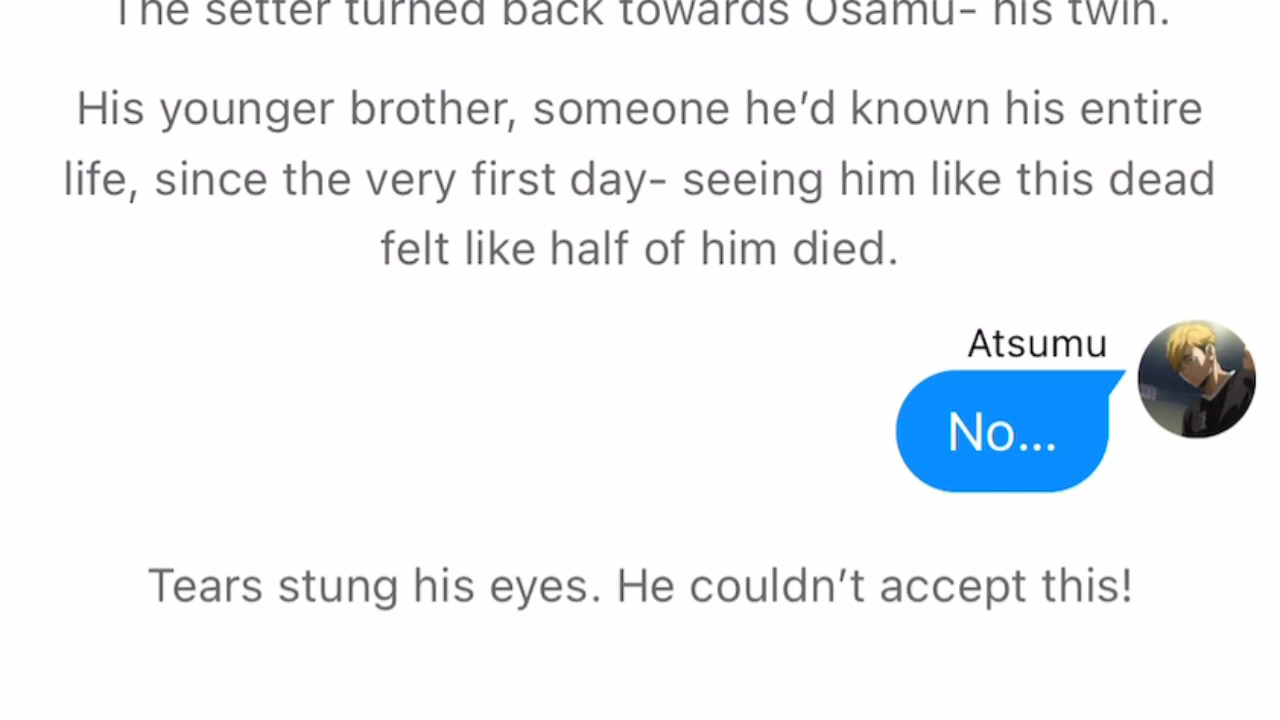 The setter turned back towards Osamu- his twin.
His younger brother, someone he’d known his entire
life, since the very first day- seeing him like this dead
felt like half of him died.
Atsumu
No...
Tears stung his eyes. He couldn’t accept this!